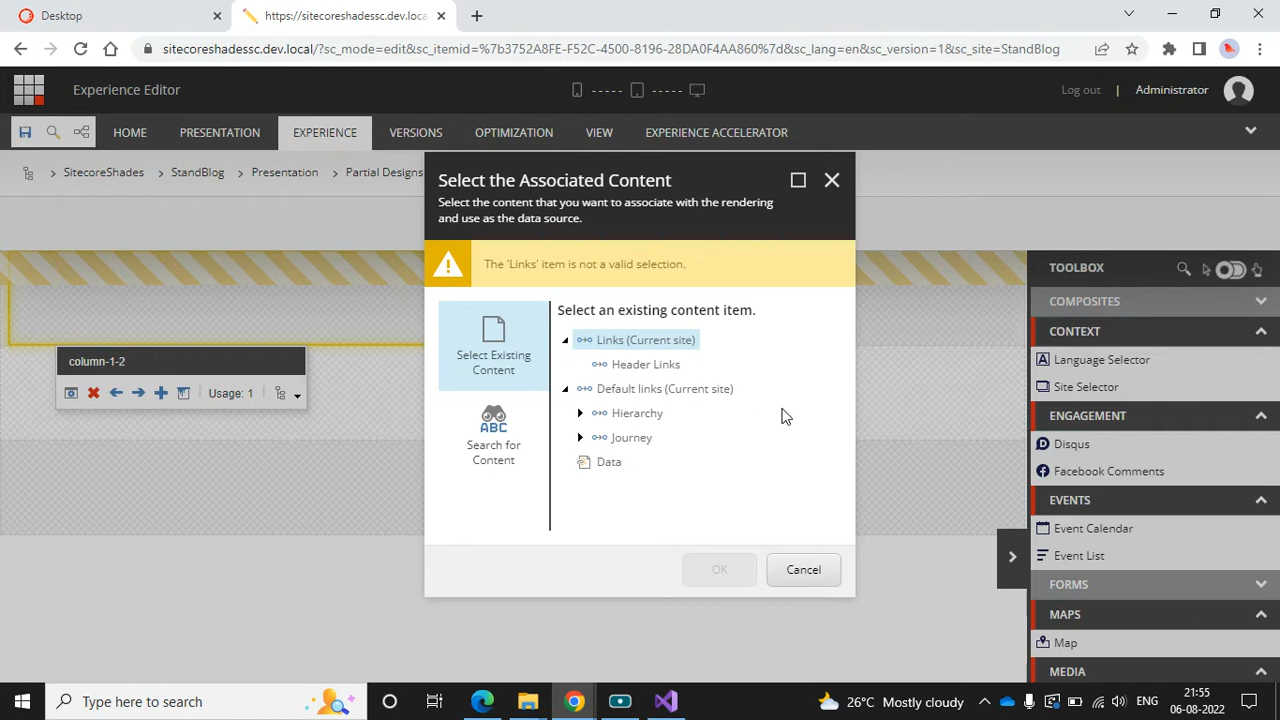 Desktop
https://sitecoreshadessc.dev.loca
sitecoreshadessc.dev.local/?sc_mode=edit&sc_itemid=%7b3752A8FE-F52C-4500-8196-28DA0F4AA860%7d&sc_lang=en&sc_version=1&sc_site=StandBlog
Experience Editor
Log out | Administrator
HOME PRESENTATION EXPERIENCE VERSIONS OPTIMIZATION VIEW EXPERIENCE ACCELERATOR
SitecoreShades StandBlog Presentation Partial Designs
Select the Associated Content
Select the content that you want to associate with the rendering
and use as the data source.
The 'Links' item is not a valid selection.
Select Existing
Content
ABC
Search for
Content
Select an existing content item.
Links (Current site)
Header Links
Default links (Current site)
Hierarchy
Journey
Data
OK
Cancel
column-1-2
Usage: 1
TOOLBOX
COMPOSITES
CONTEXT
Language Selector
Site Selector
ENGAGEMENT
Disqus
Facebook Comments
EVENTS
Event Calendar
Event List
FORMS
MAPS
Map
MEDIA
Type here to search
26°C Mostly cloudy
ENG
21:55
06-08-2022